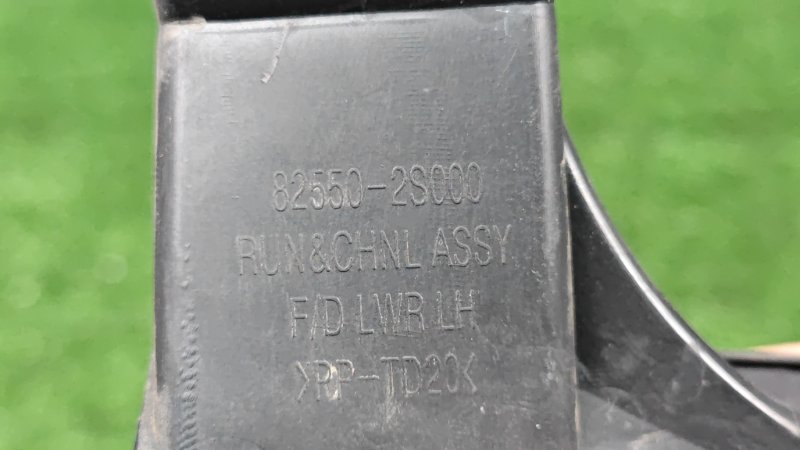 82550-2S000
RUN&CHNL ASSY
F/D LWR LH
>PP-TD20<